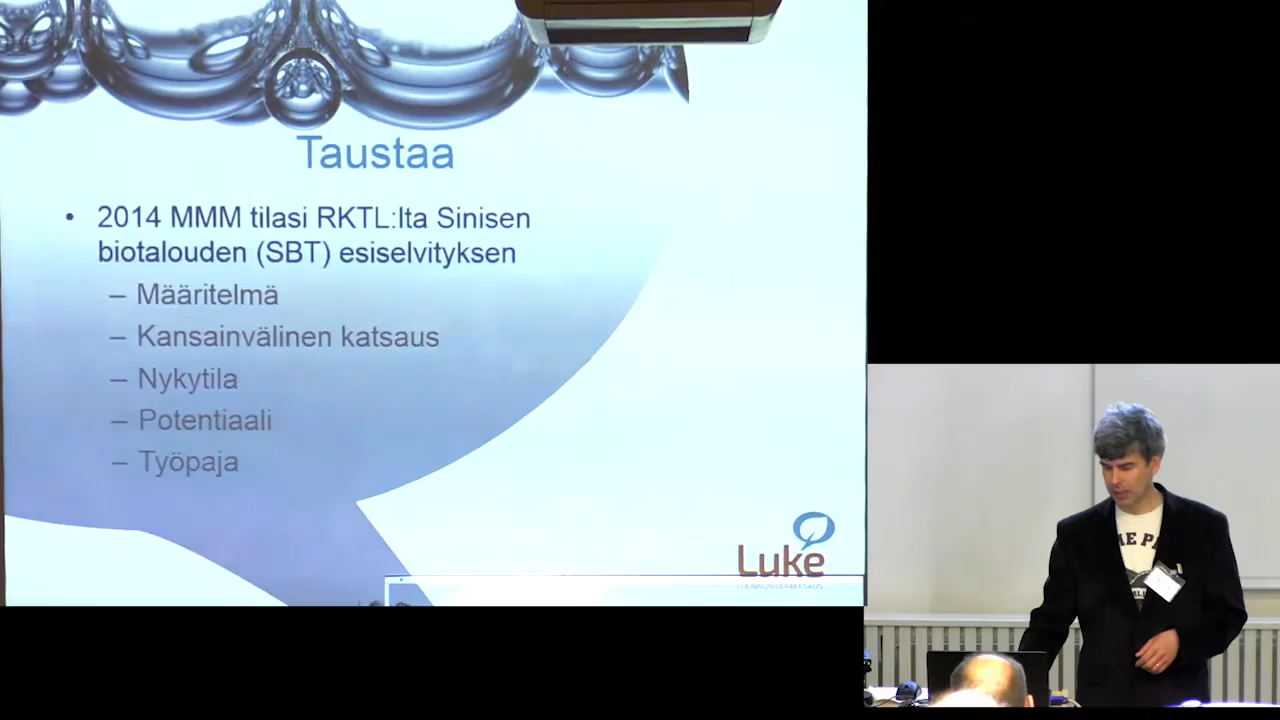 Taustaa
• 2014 MMM tilasi RKTL:lta Sinisen
biotalouden (SBT) esiselvityksen
– Määritelmä
– Kansainvälinen katsaus
– Nykytila
– Potentiaali
– Työpaja
Luke